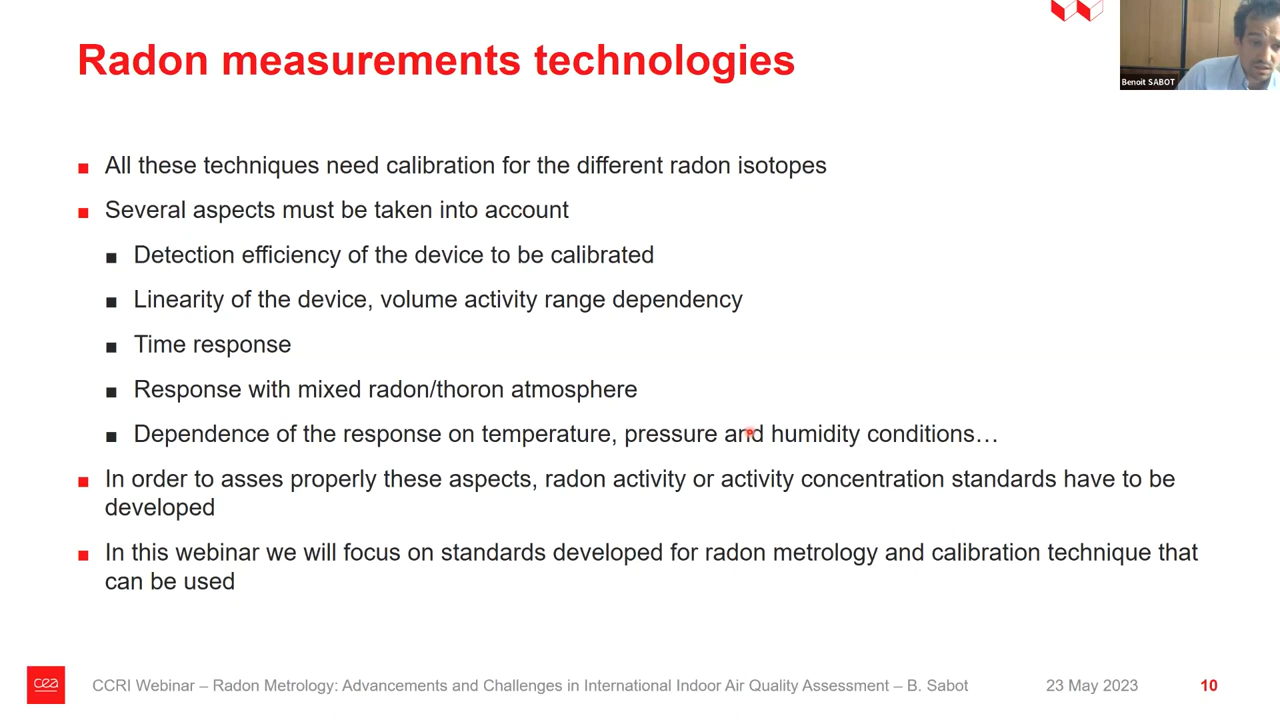 Radon measurements technologies
Benoit SABOT
All these techniques need calibration for the different radon isotopes
Several aspects must be taken into account
Detection efficiency of the device to be calibrated
Linearity of the device, volume activity range dependency
Time response
Response with mixed radon/thoron atmosphere
Dependence of the response on temperature, pressure and humidity conditions…
In order to asses properly these aspects, radon activity or activity concentration standards have to be
developed
In this webinar we will focus on standards developed for radon metrology and calibration technique that
can be used
cea
CCRI Webinar – Radon Metrology: Advancements and Challenges in International Indoor Air Quality Assessment – B. Sabot
23 May 2023
10